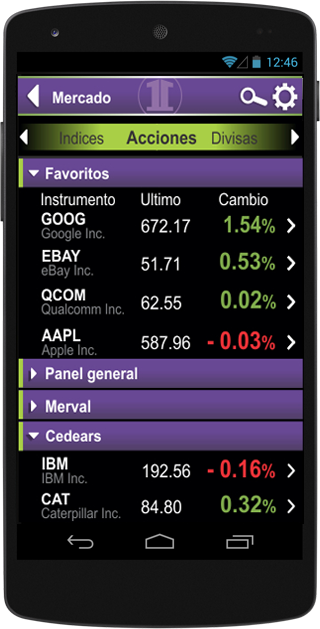 12:46
Mercado
Indices Acciones Divisas
Favoritos
Instrumento Ultimo Cambio
GOOG 672.17 1.54%
Google Inc.
EBAY 51.71 0.53%
eBay Inc.
QCOM 62.55 0.02%
Qualcomm Inc.
AAPL 587.96 - 0.03%
Apple Inc.
Panel general
Merval
Cedears
IBM 192.56 - 0.16%
IBM Inc.
CAT 84.80 0.32%
Caterpillar Inc.